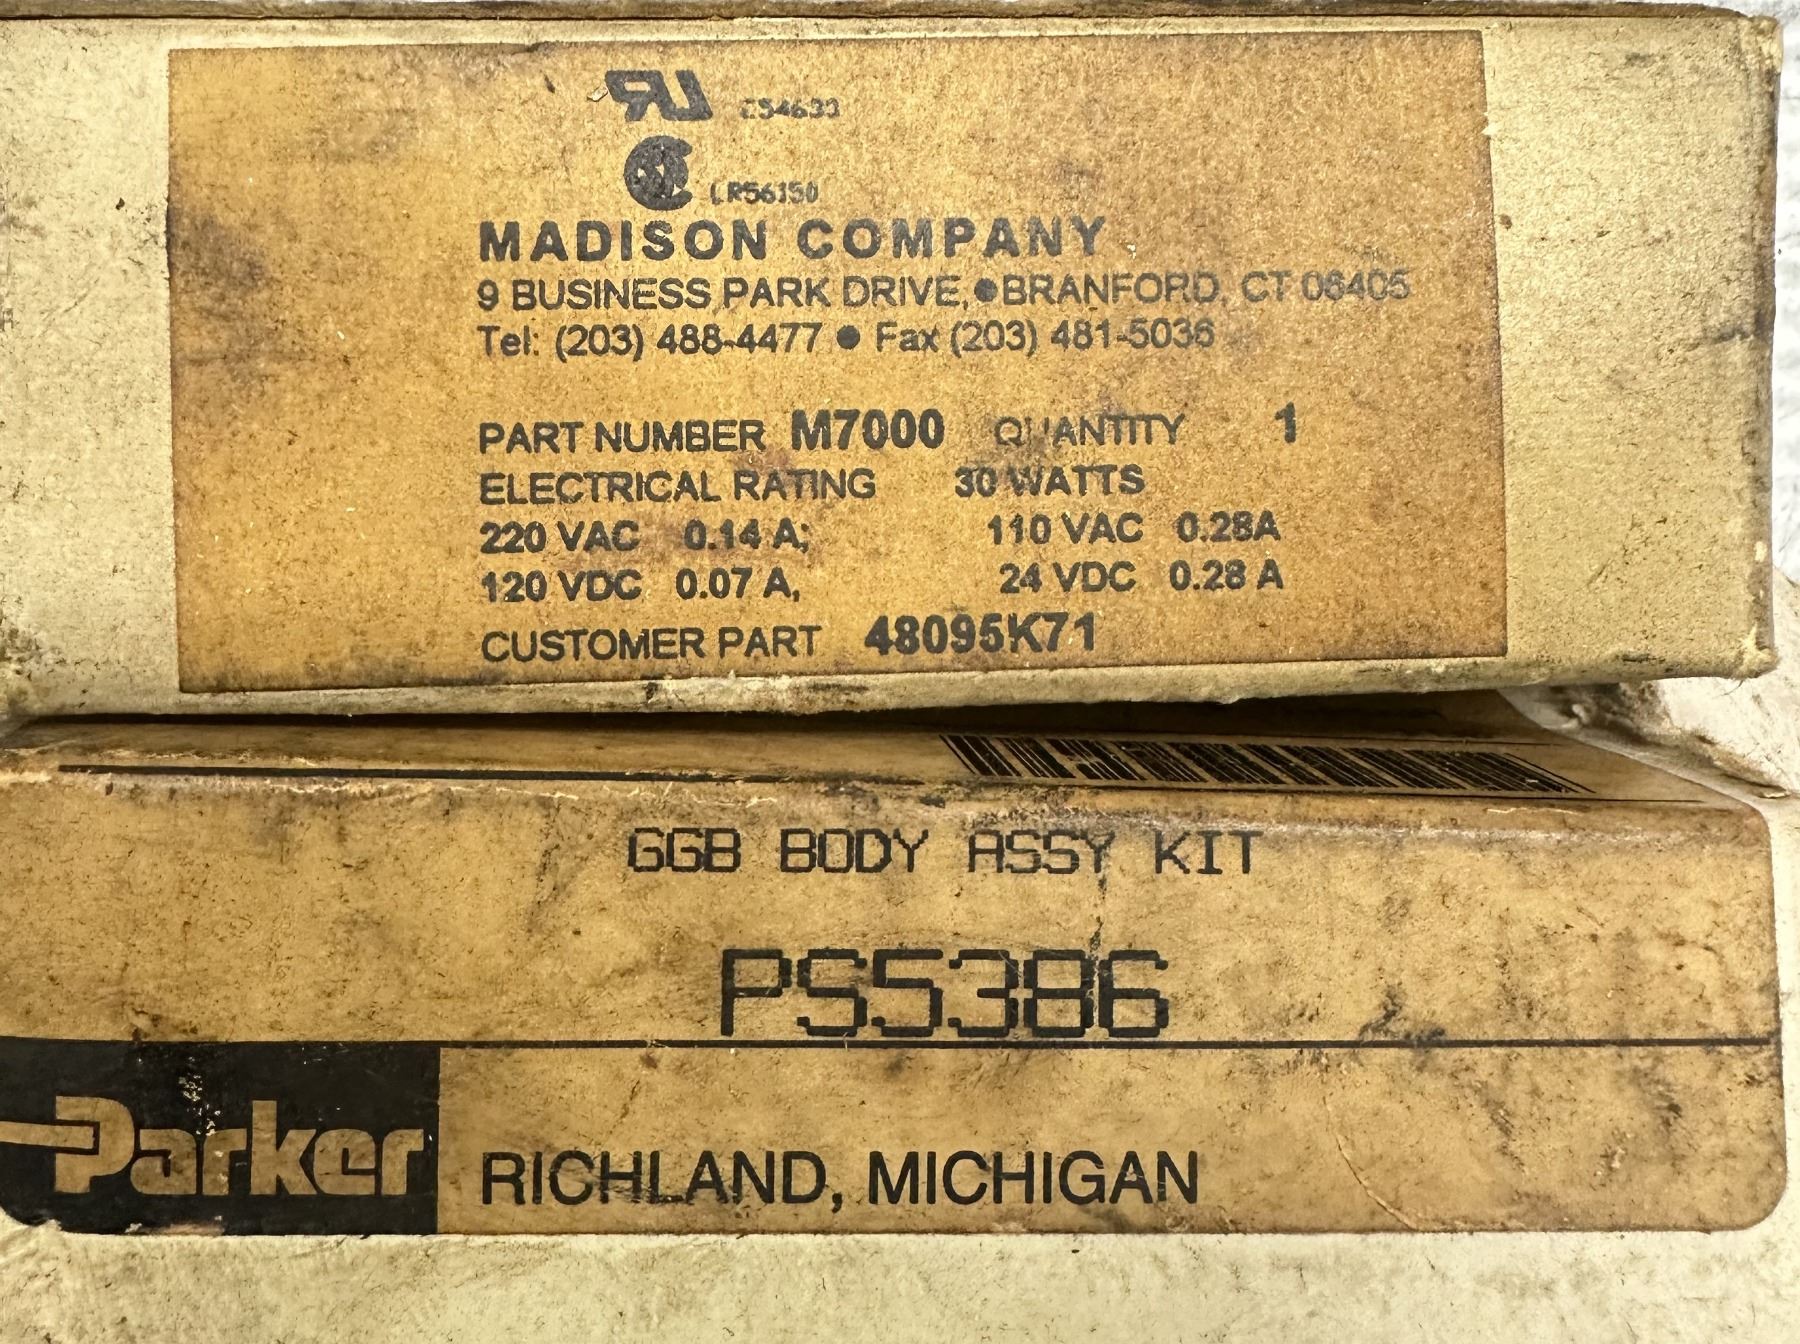 LR56150
MADISON COMPANY
9 BUSINESS PARK DRIVE, ● BRANFORD, CT 06405
Tel: (203) 488-4477 ● Fax (203) 481-5036
PART NUMBER M7000 QUANTITY 1
ELECTRICAL RATING 30 WATTS
220 VAC 0.14 A; 110 VAC 0.28A
120 VDC 0.07 A, 24 VDC 0.28 A
CUSTOMER PART 48095K71
GGB BODY ASSY KIT
PS5386
Parker
RICHLAND, MICHIGAN